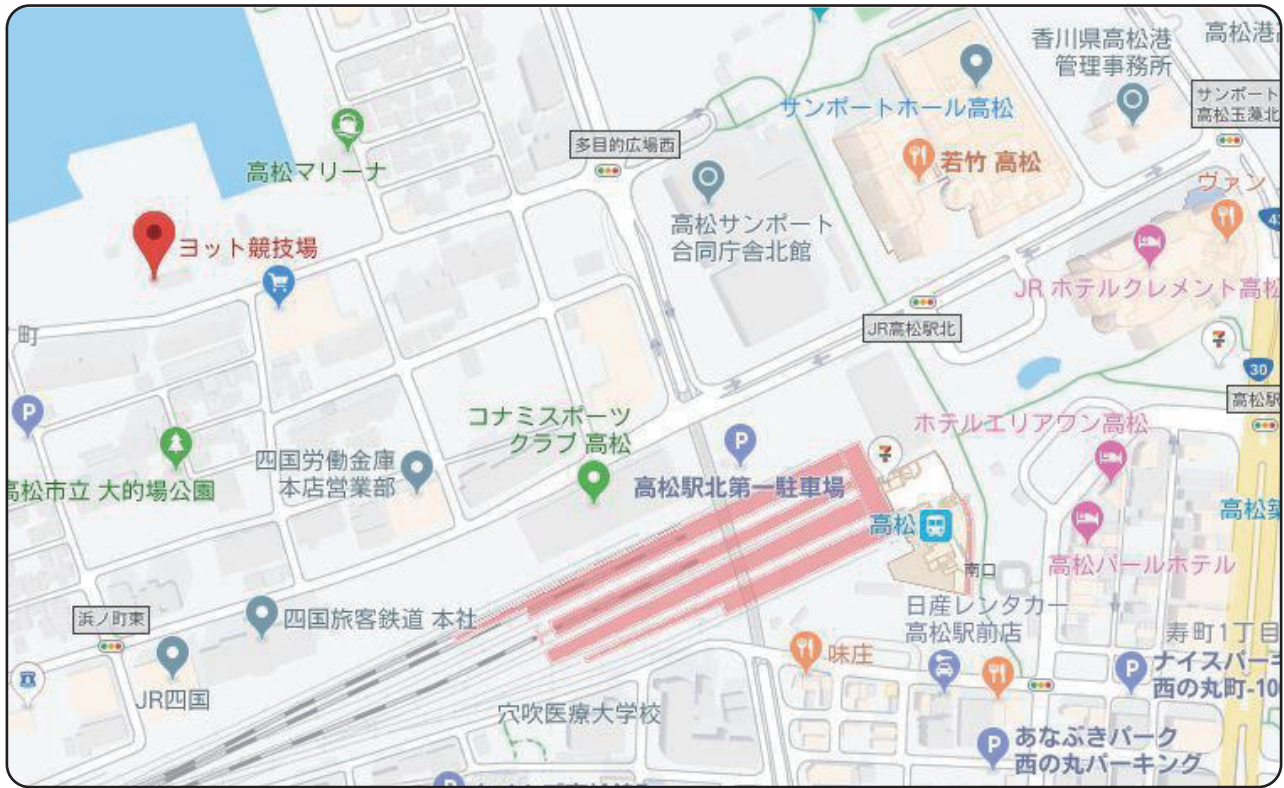 香川県高松港
管理事務所
高松港
サンポート
高松玉藻北
サンポートホール高松
多目的広場西
若竹 高松
高松マリーナ
ヴァン
高松サンポート
合同庁舎北館
ヨット競技場
JR ホテルクレメント高松
JR高松駅北
町
30
高松駅
コナミスポーツ
クラブ 高松
ホテルエリアワン高松
四国労働金庫
本店営業部
高松市立 大的場公園
高松駅北第一駐車場
高松
高松築
高松パールホテル
南口
浜ノ町東
四国旅客鉄道 本社
日産レンタカー
高松駅前店
寿町1丁目
味庄
ナイスパーキ
西の丸町-10
JR四国
穴吹医療大学校
あなぶきパーク
西の丸パーキング